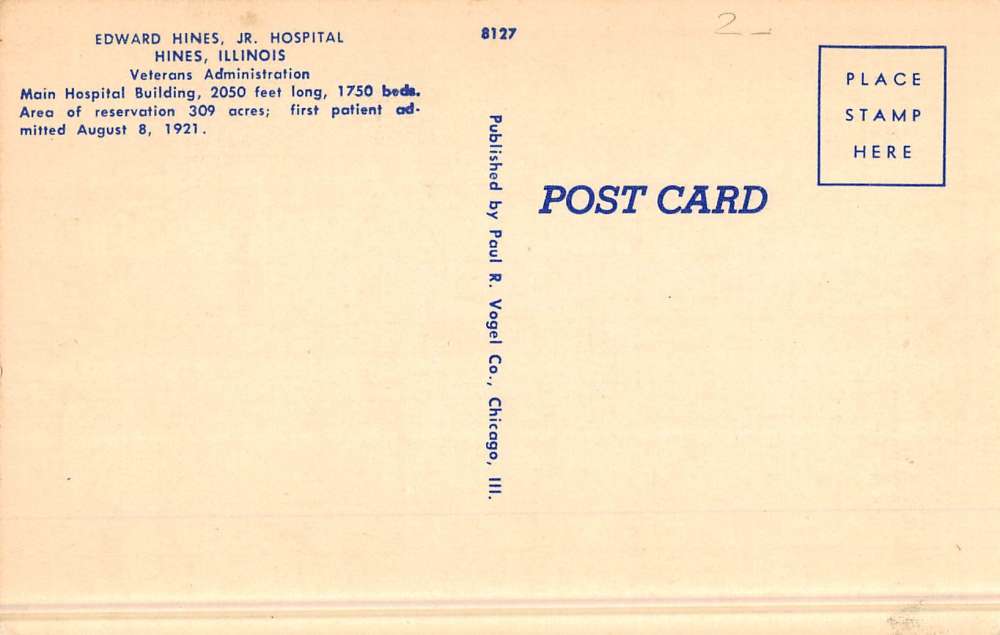 EDWARD HINES, JR. HOSPITAL
HINES, ILLINOIS
Veterans Administration
Main Hospital Building, 2050 feet long, 1750 beds.
Area of reservation 309 acres; first patient ad-
mitted August 8, 1921.
8127
Published by Paul R. Vogel Co., Chicago, Ill.
2 -
POST CARD
PLACE
STAMP
HERE